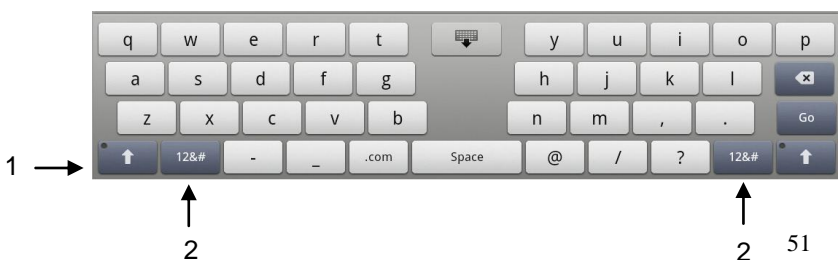 q w e r t y u i o p
a s d f g h j k l
z x c v b n m , . Go
1 12&# - _ .com Space @ / ? 12&#
2 2 51